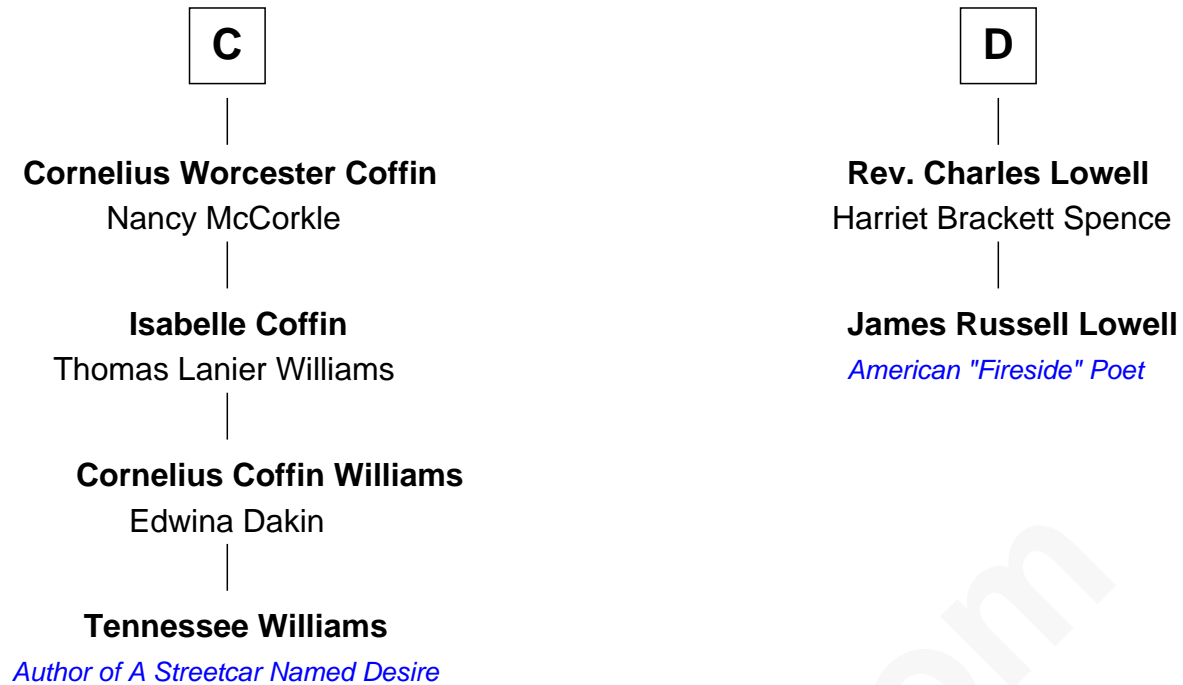 C
Cornelius Worcester Coffin
Nancy McCorkle
Isabelle Coffin
Thomas Lanier Williams
Cornelius Coffin Williams
Edwina Dakin
Tennessee Williams
Author of A Streetcar Named Desire
D
Rev. Charles Lowell
Harriet Brackett Spence
James Russell Lowell
American "Fireside" Poet
om